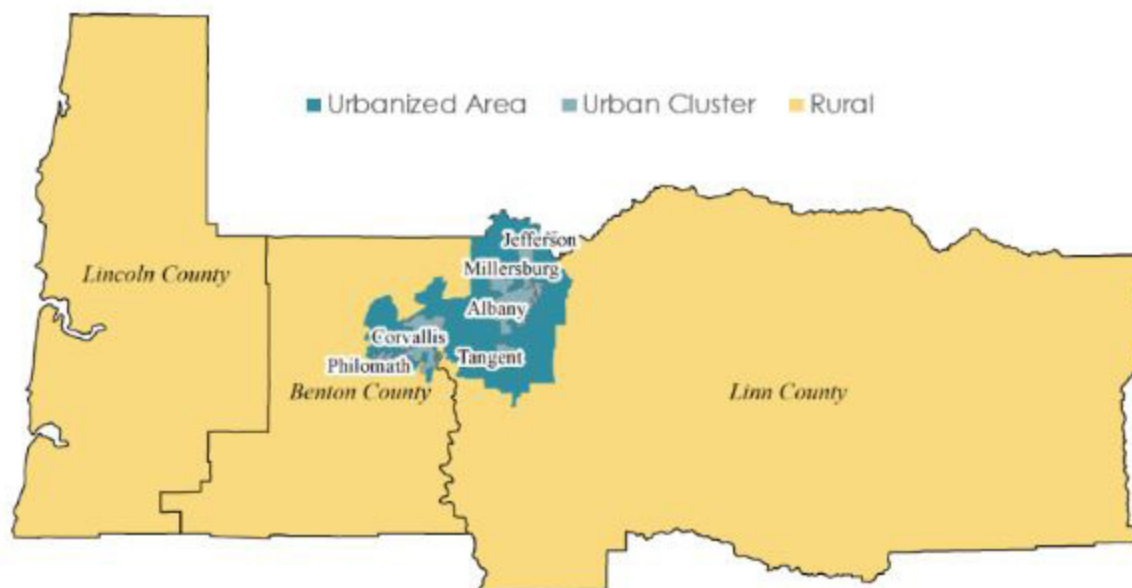 Urbanized Area Urban Cluster Rural
Jefferson
Millersburg
Lincoln County
Albany
Corvallis
Tangent
Philomath
Benton County
Linn County